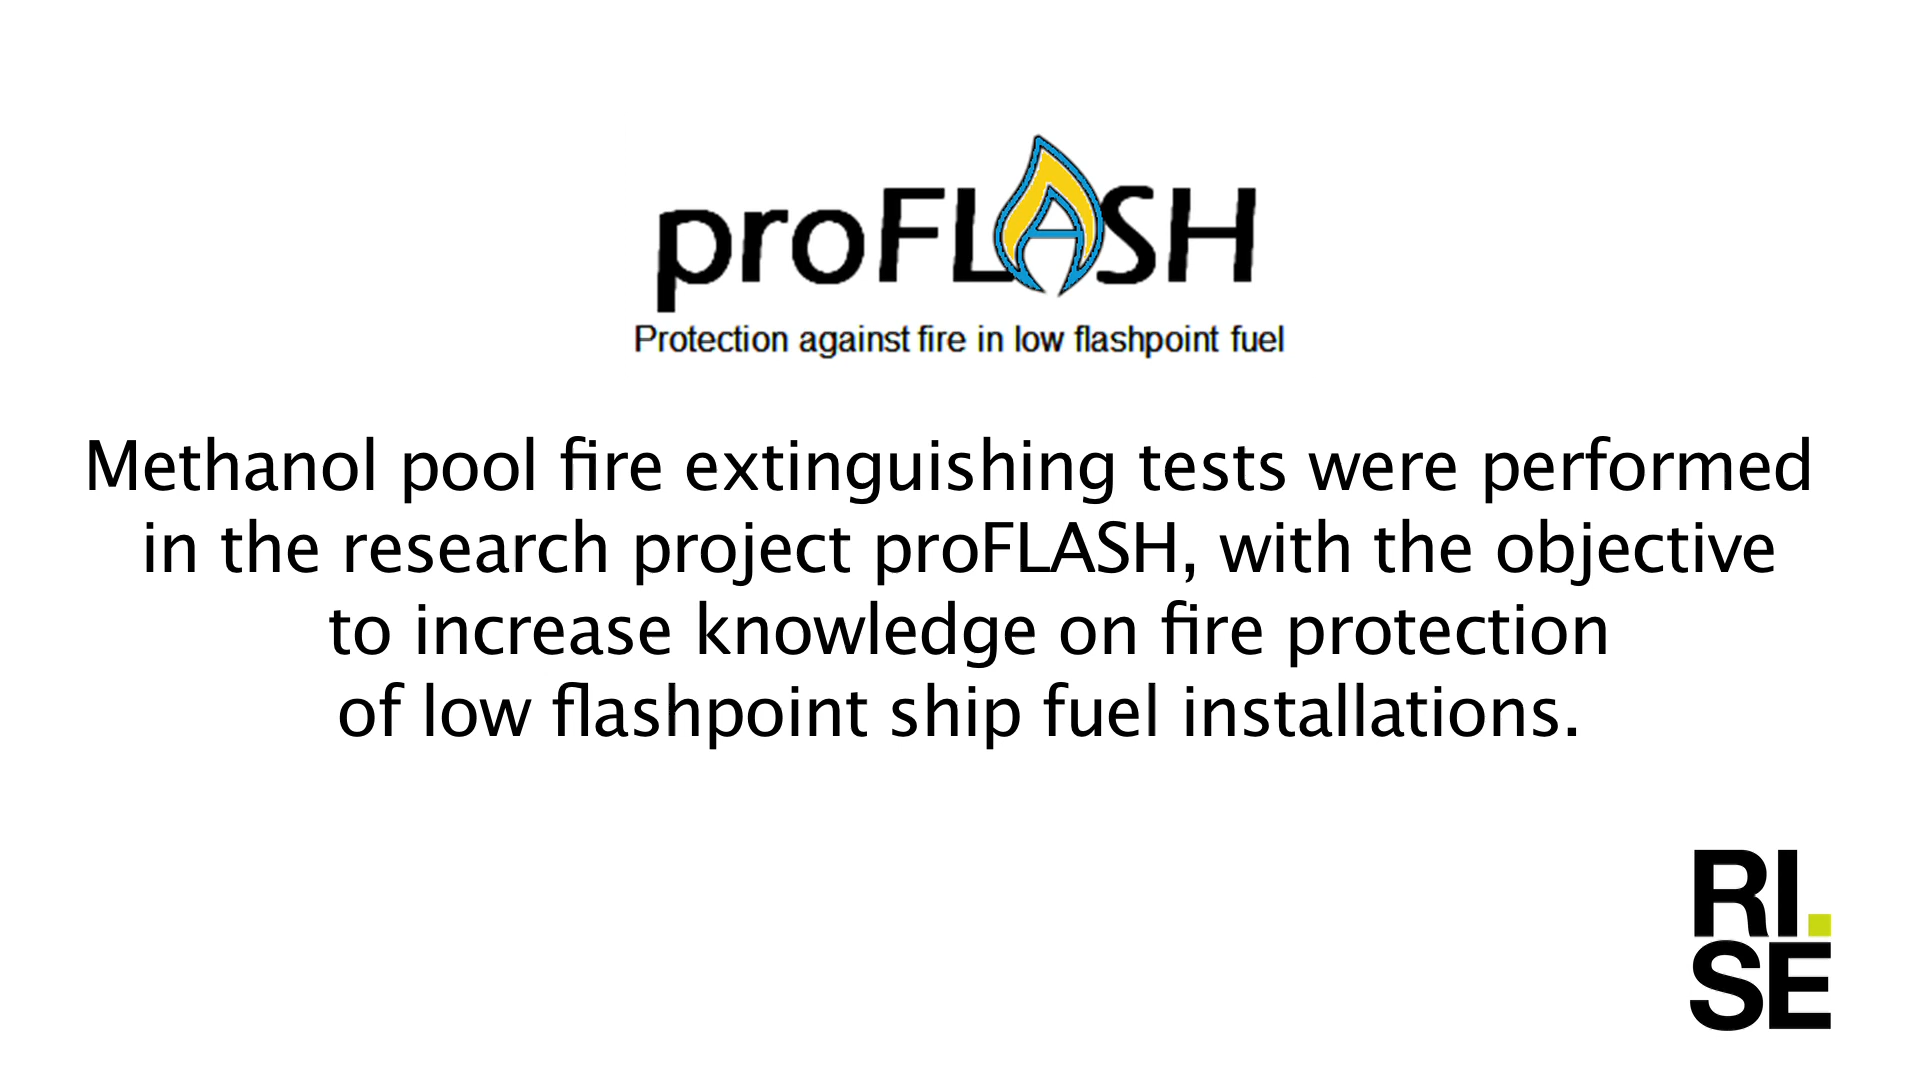 proFLASH
Protection against fire in low flashpoint fuel
Methanol pool fire extinguishing tests were performed
in the research project proFLASH, with the objective
to increase knowledge on fire protection
of low flashpoint ship fuel installations.
RI.
SE